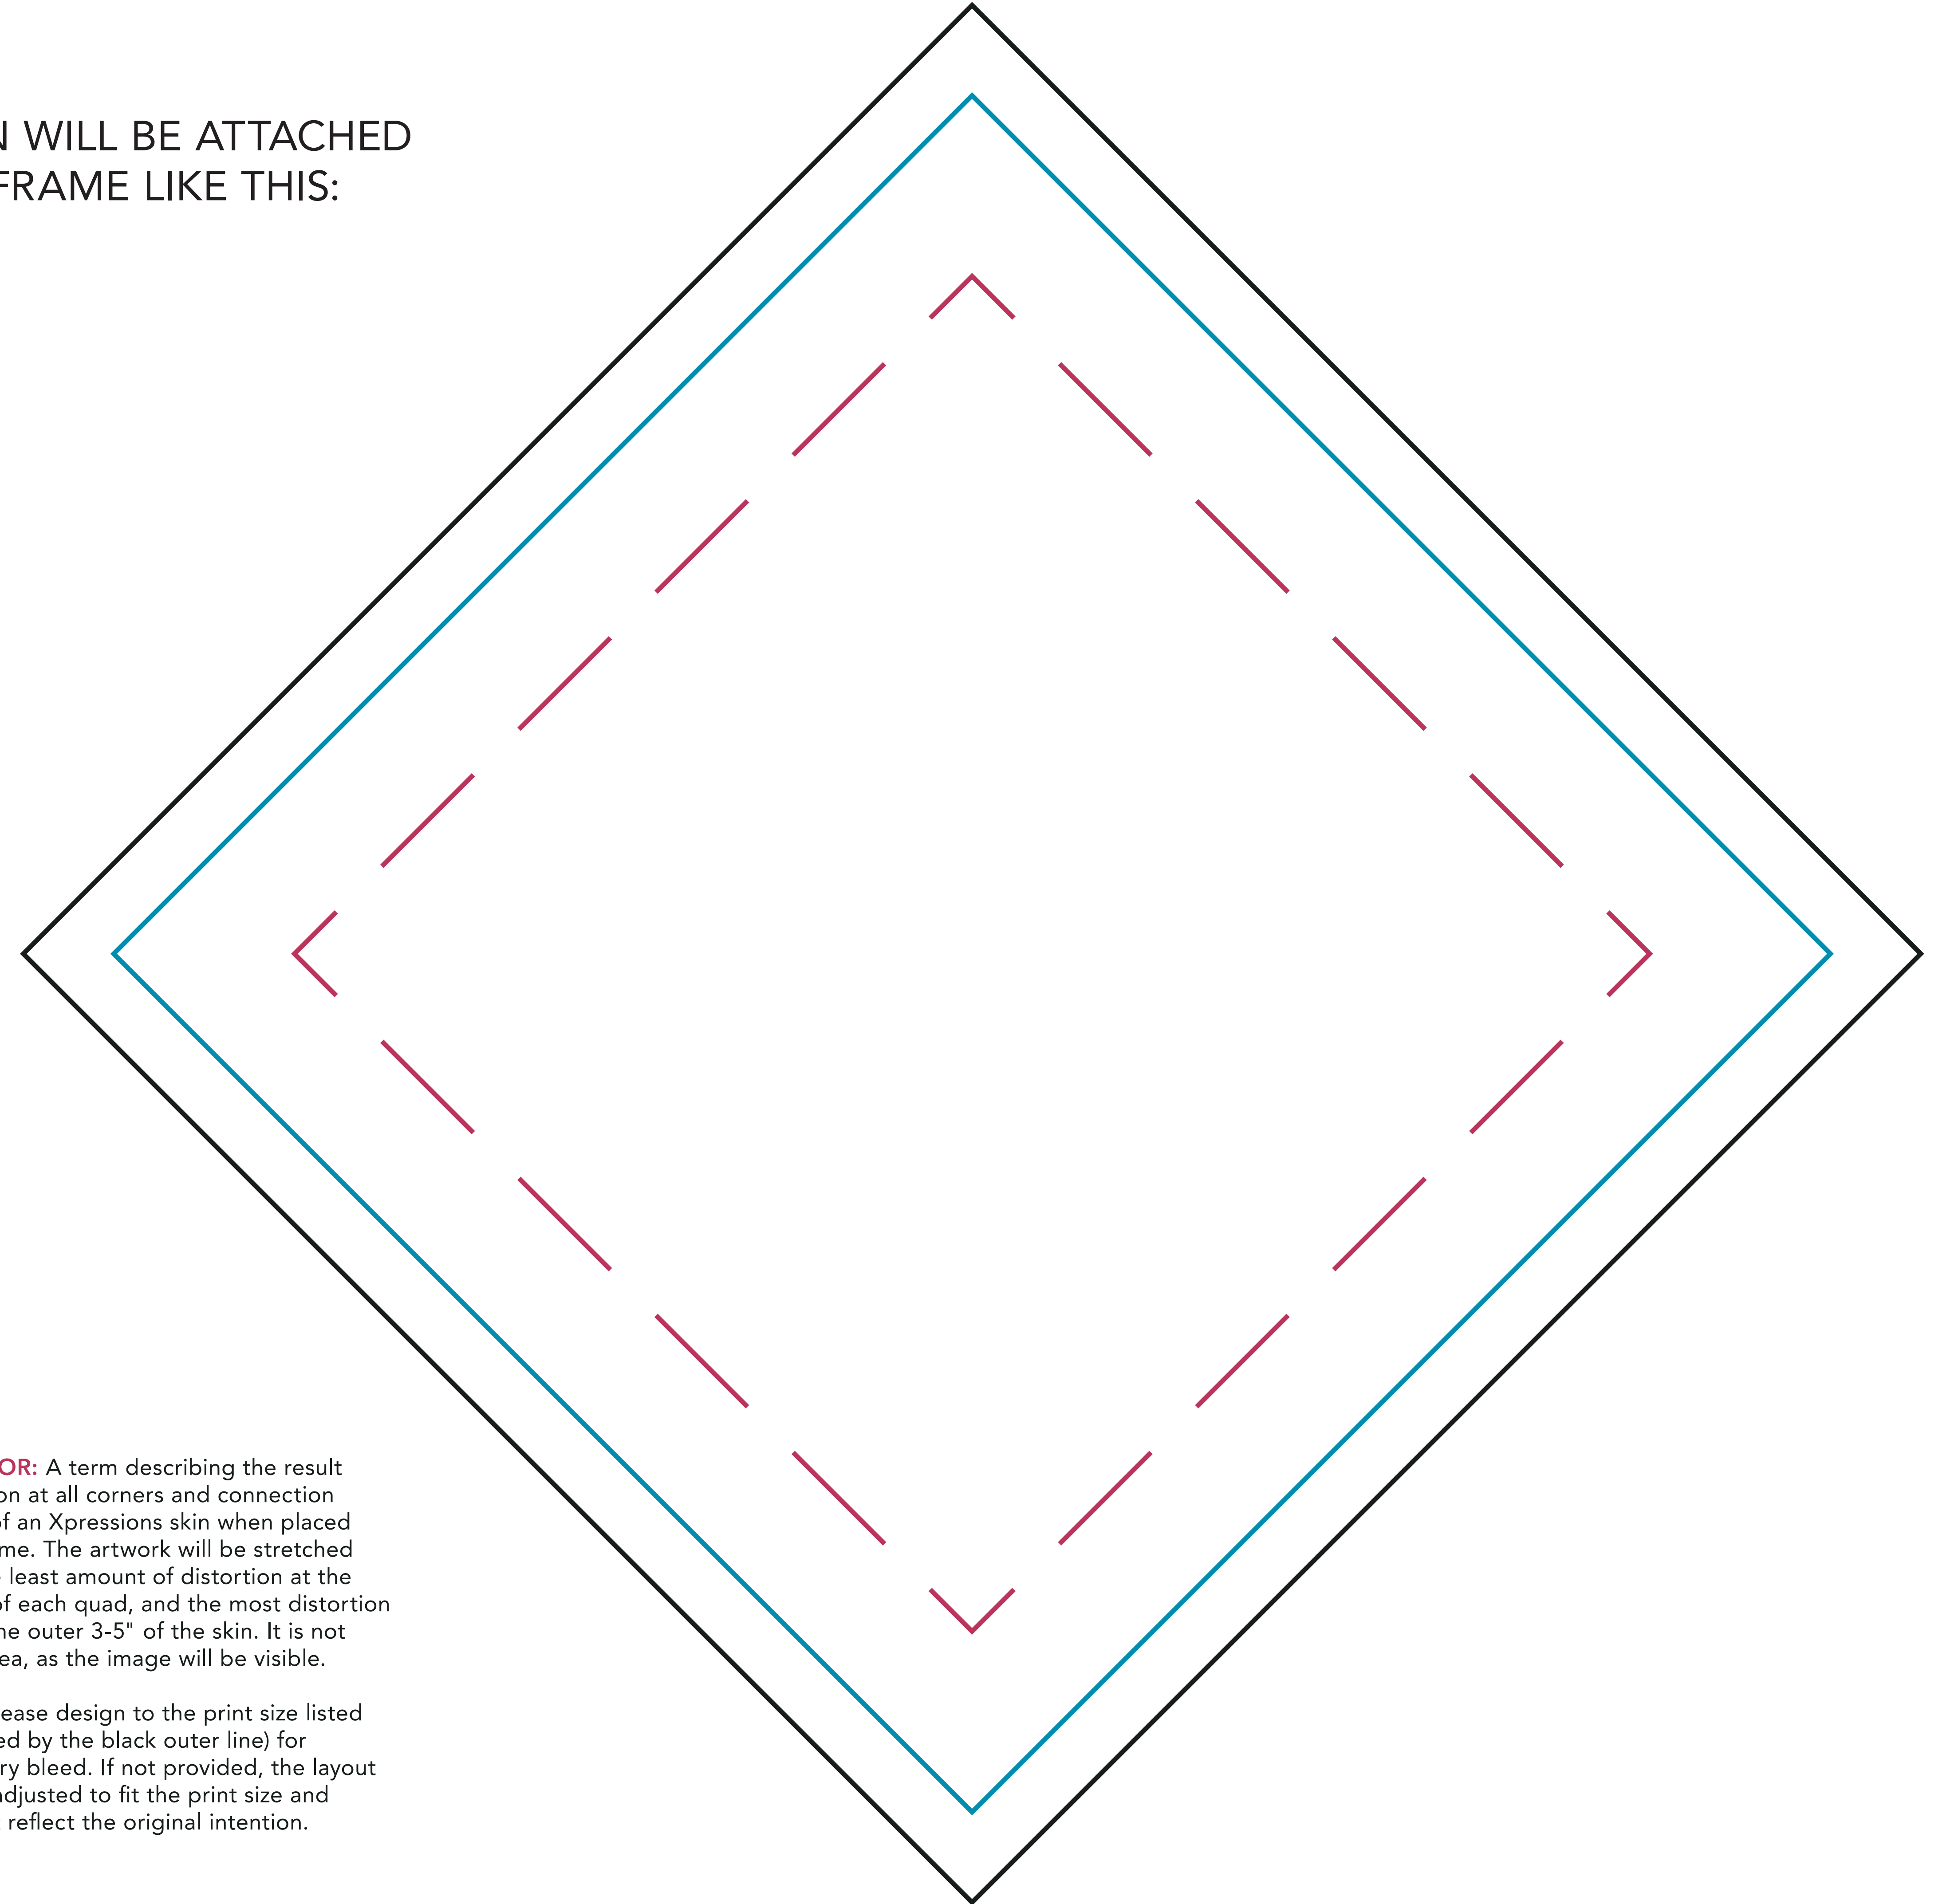 WILL BE ATTACHED
FRAME LIKE THIS:
OR: A term describing the result
on at all corners and connection
of an Xpressions skin when placed
me. The artwork will be stretched
least amount of distortion at the
of each quad, and the most distortion
he outer 3-5" of the skin. It is not
ea, as the image will be visible.
ease design to the print size listed
ed by the black outer line) for
ry bleed. If not provided, the layout
adjusted to fit the print size and
reflect the original intention.